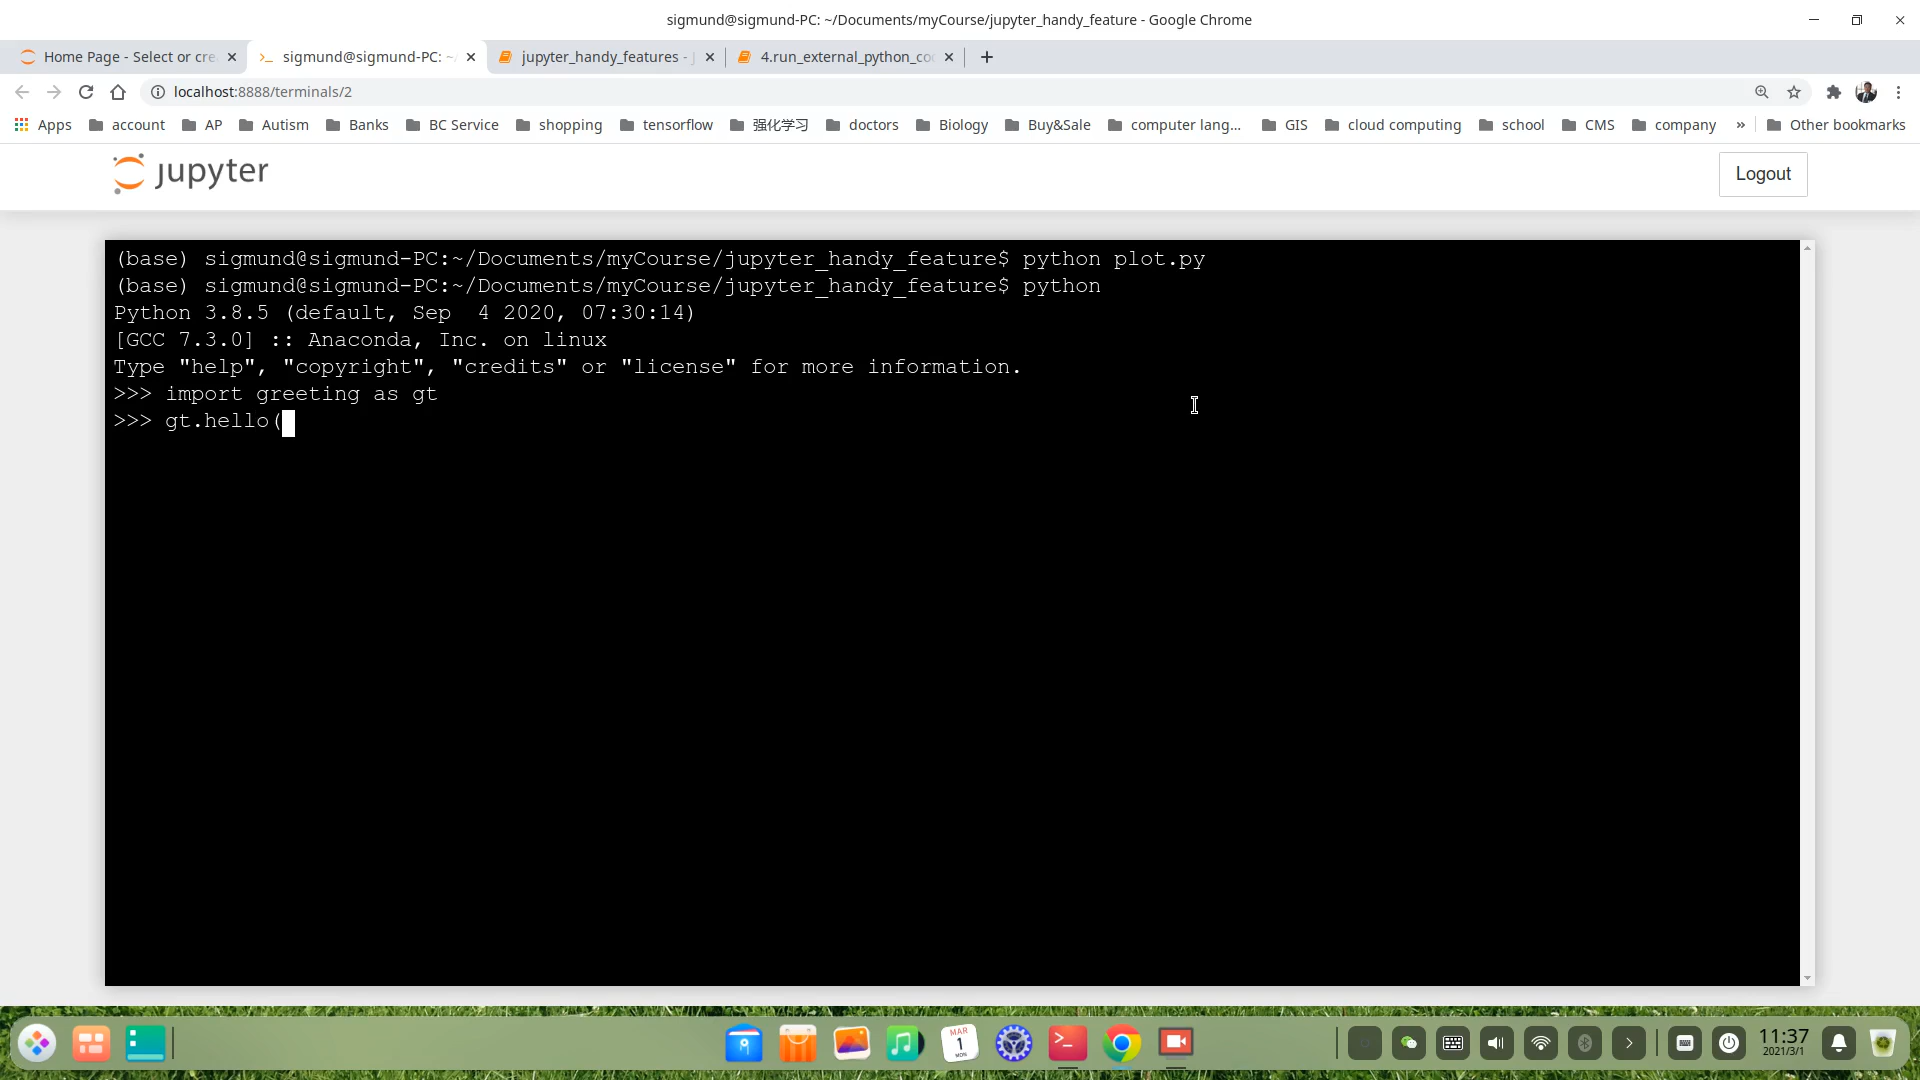 sigmund@sigmund-PC: ~/Documents/myCourse/jupyter_handy_feature - Google Chrome
Home Page - Select or cre
sigmund@sigmund-PC: ~
jupyter_handy_features -
4.run_external_python_co
localhost:8888/terminals/2
Apps account AP Autism Banks BC Service shopping tensorflow 强化学习 doctors Biology Buy&Sale computer lang... GIS cloud computing school CMS company » Other bookmarks
jupyter
Logout
(base) sigmund@sigmund-PC:~/Documents/myCourse/jupyter_handy_feature$ python plot.py
(base) sigmund@sigmund-PC:~/Documents/myCourse/jupyter_handy_feature$ python
Python 3.8.5 (default, Sep  4 2020, 07:30:14)
[GCC 7.3.0] :: Anaconda, Inc. on linux
Type "help", "copyright", "credits" or "license" for more information.
>>> import greeting as gt
>>> gt.hello(
MAR
1
MON
11:37
2021/3/1